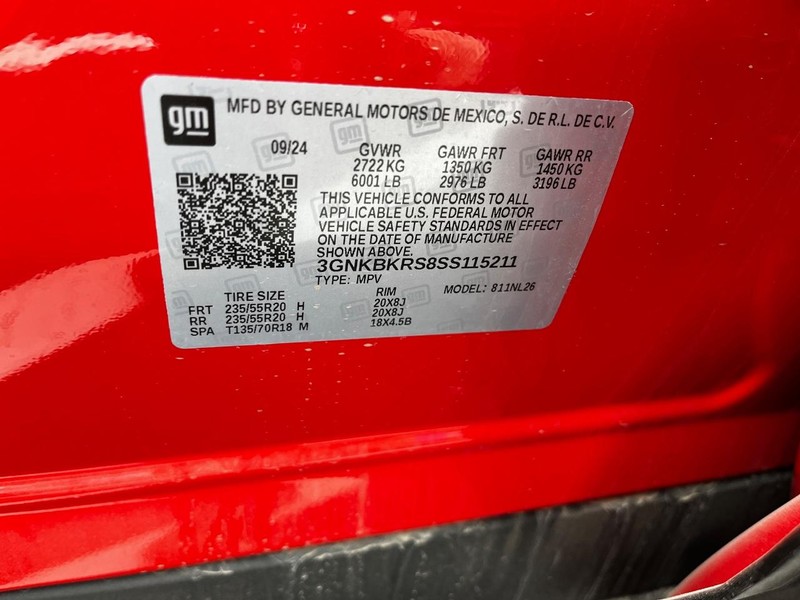 gm MFD BY GENERAL MOTORS DE MEXICO, S. DE R.L. DE C.V.
09/24 GVWR GAWR FRT GAWR RR
2722 KG 1350 KG 1450 KG
6001 LB 2976 LB 3196 LB
THIS VEHICLE CONFORMS TO ALL
APPLICABLE U.S. FEDERAL MOTOR
VEHICLE SAFETY STANDARDS IN EFFECT
ON THE DATE OF MANUFACTURE
SHOWN ABOVE.
3GNKBKRS8SS115211
TYPE: MPV MODEL: 811NL26
TIRE SIZE RIM
FRT 235/55R20 H 20X8J
RR 235/55R20 H 20X8J
SPA T135/70R18 M 18X4.5B